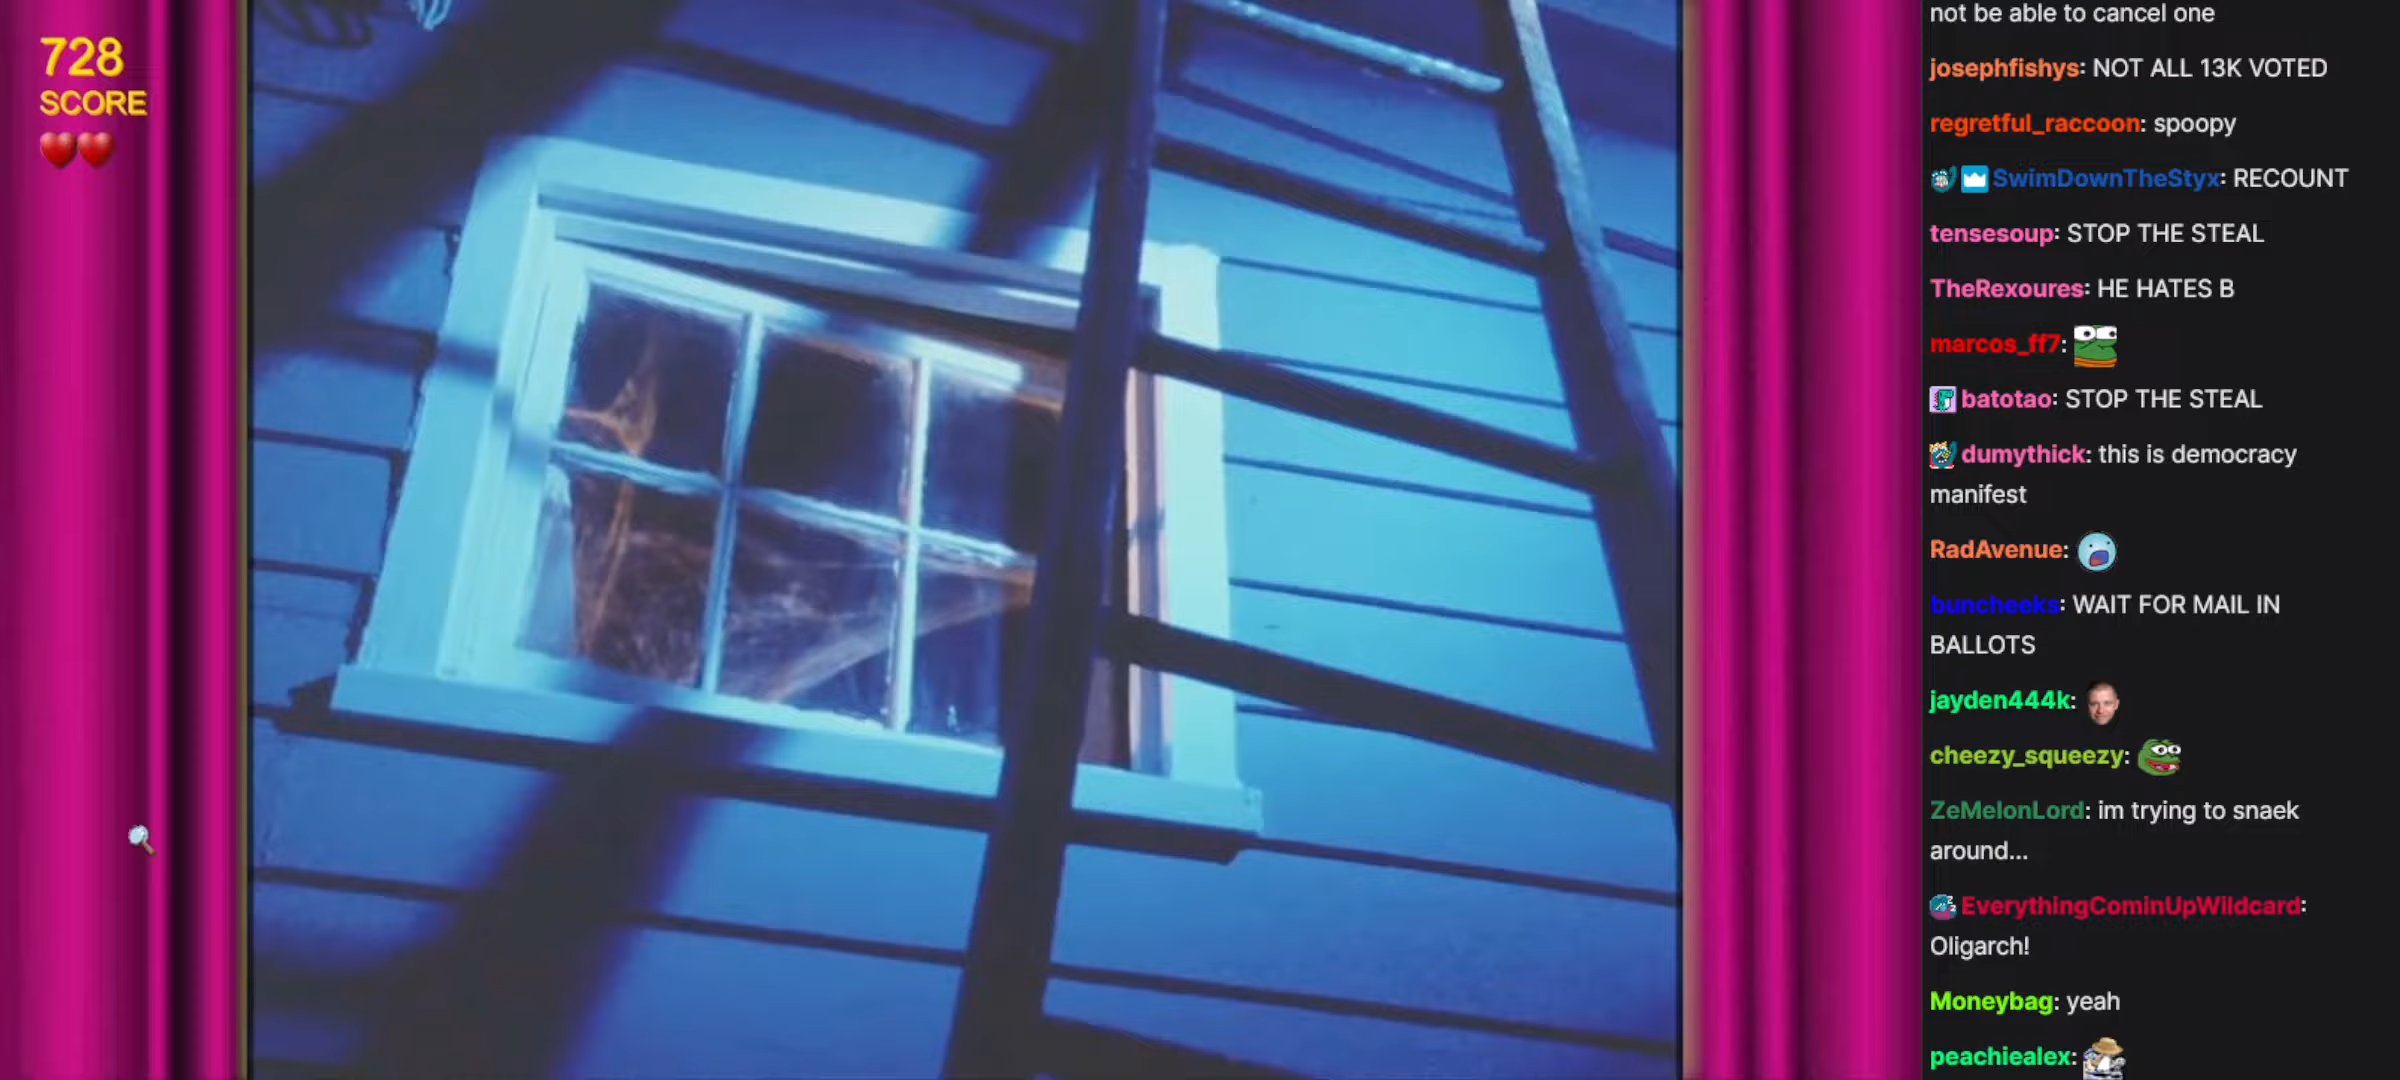 728
SCORE
not be able to cancel one
josephfishys: NOT ALL 13K VOTED
regretful_raccoon: spoopy
SwimDownTheStyx: RECOUNT
tensesoup: STOP THE STEAL
TheRexoures: HE HATES B
marcos_ff7:
batotao: STOP THE STEAL
dumythick: this is democracy
manifest
RadAvenue:
buncheeks: WAIT FOR MAIL IN
BALLOTS
jayden444k:
cheezy_squeezy:
ZeMelonLord: im trying to snaek
around...
EverythingCominUpWildcard:
Oligarch!
Moneybag: yeah
peachiealex: